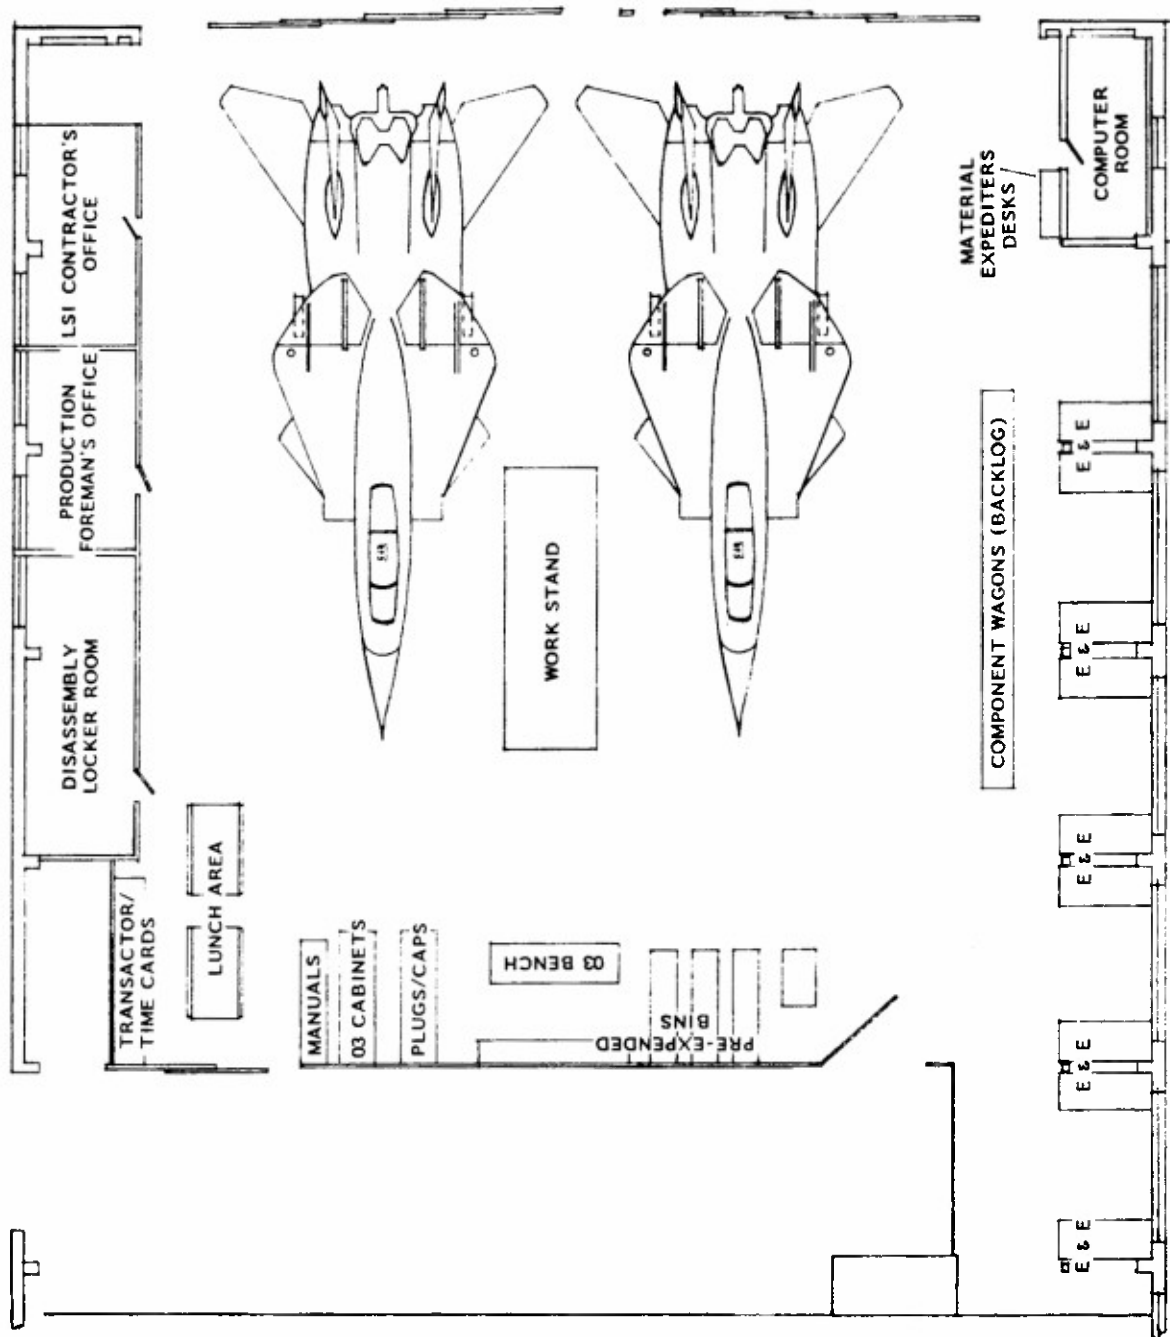 LSI CONTRACTOR'S
OFFICE
PRODUCTION
FOREMAN'S OFFICE
DISASSEMBLY
LOCKER ROOM
TRANSACTOR/
TIME CARDS
LUNCH AREA
MANUALS
03 CABINETS
PLUGS/CAPS
03 BENCH
PRE-EXPENDED
BINS
WORK STAND
MATERIAL
EXPEDITERS
DESKS
COMPUTER
ROOM
COMPONENT WAGONS (BACKLOG)
E & E
E & E
E & E
E & E
E & E